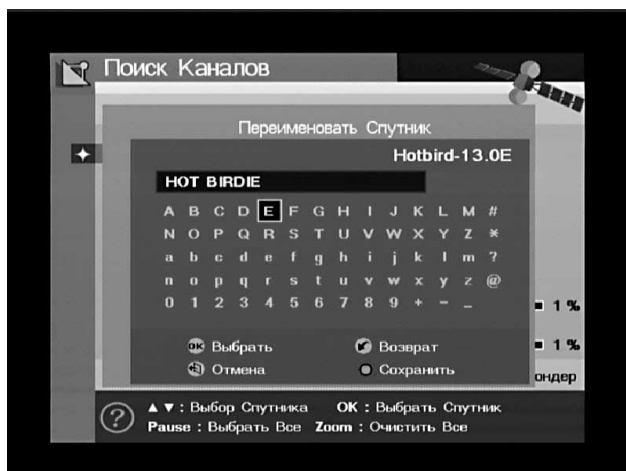 Поиск Каналов
Переименовать Спутник
Hotbird-13.0E
HOT BIRDIE
A B C D E F G H I J K L M #
N O P Q R S T U V W X Y Z *
a b c d e f g h i j k l m ?
n o p q r s t u v w x y z @
0 1 2 3 4 5 6 7 8 9 + - _
1 %
OK Выбрать Возврат
1 %
Отмена Сохранить
ондер
? ▲ ▼ : Выбор Спутника OK : Выбрать Спутник
Pause : Выбрать Все Zoom : Очистить Все